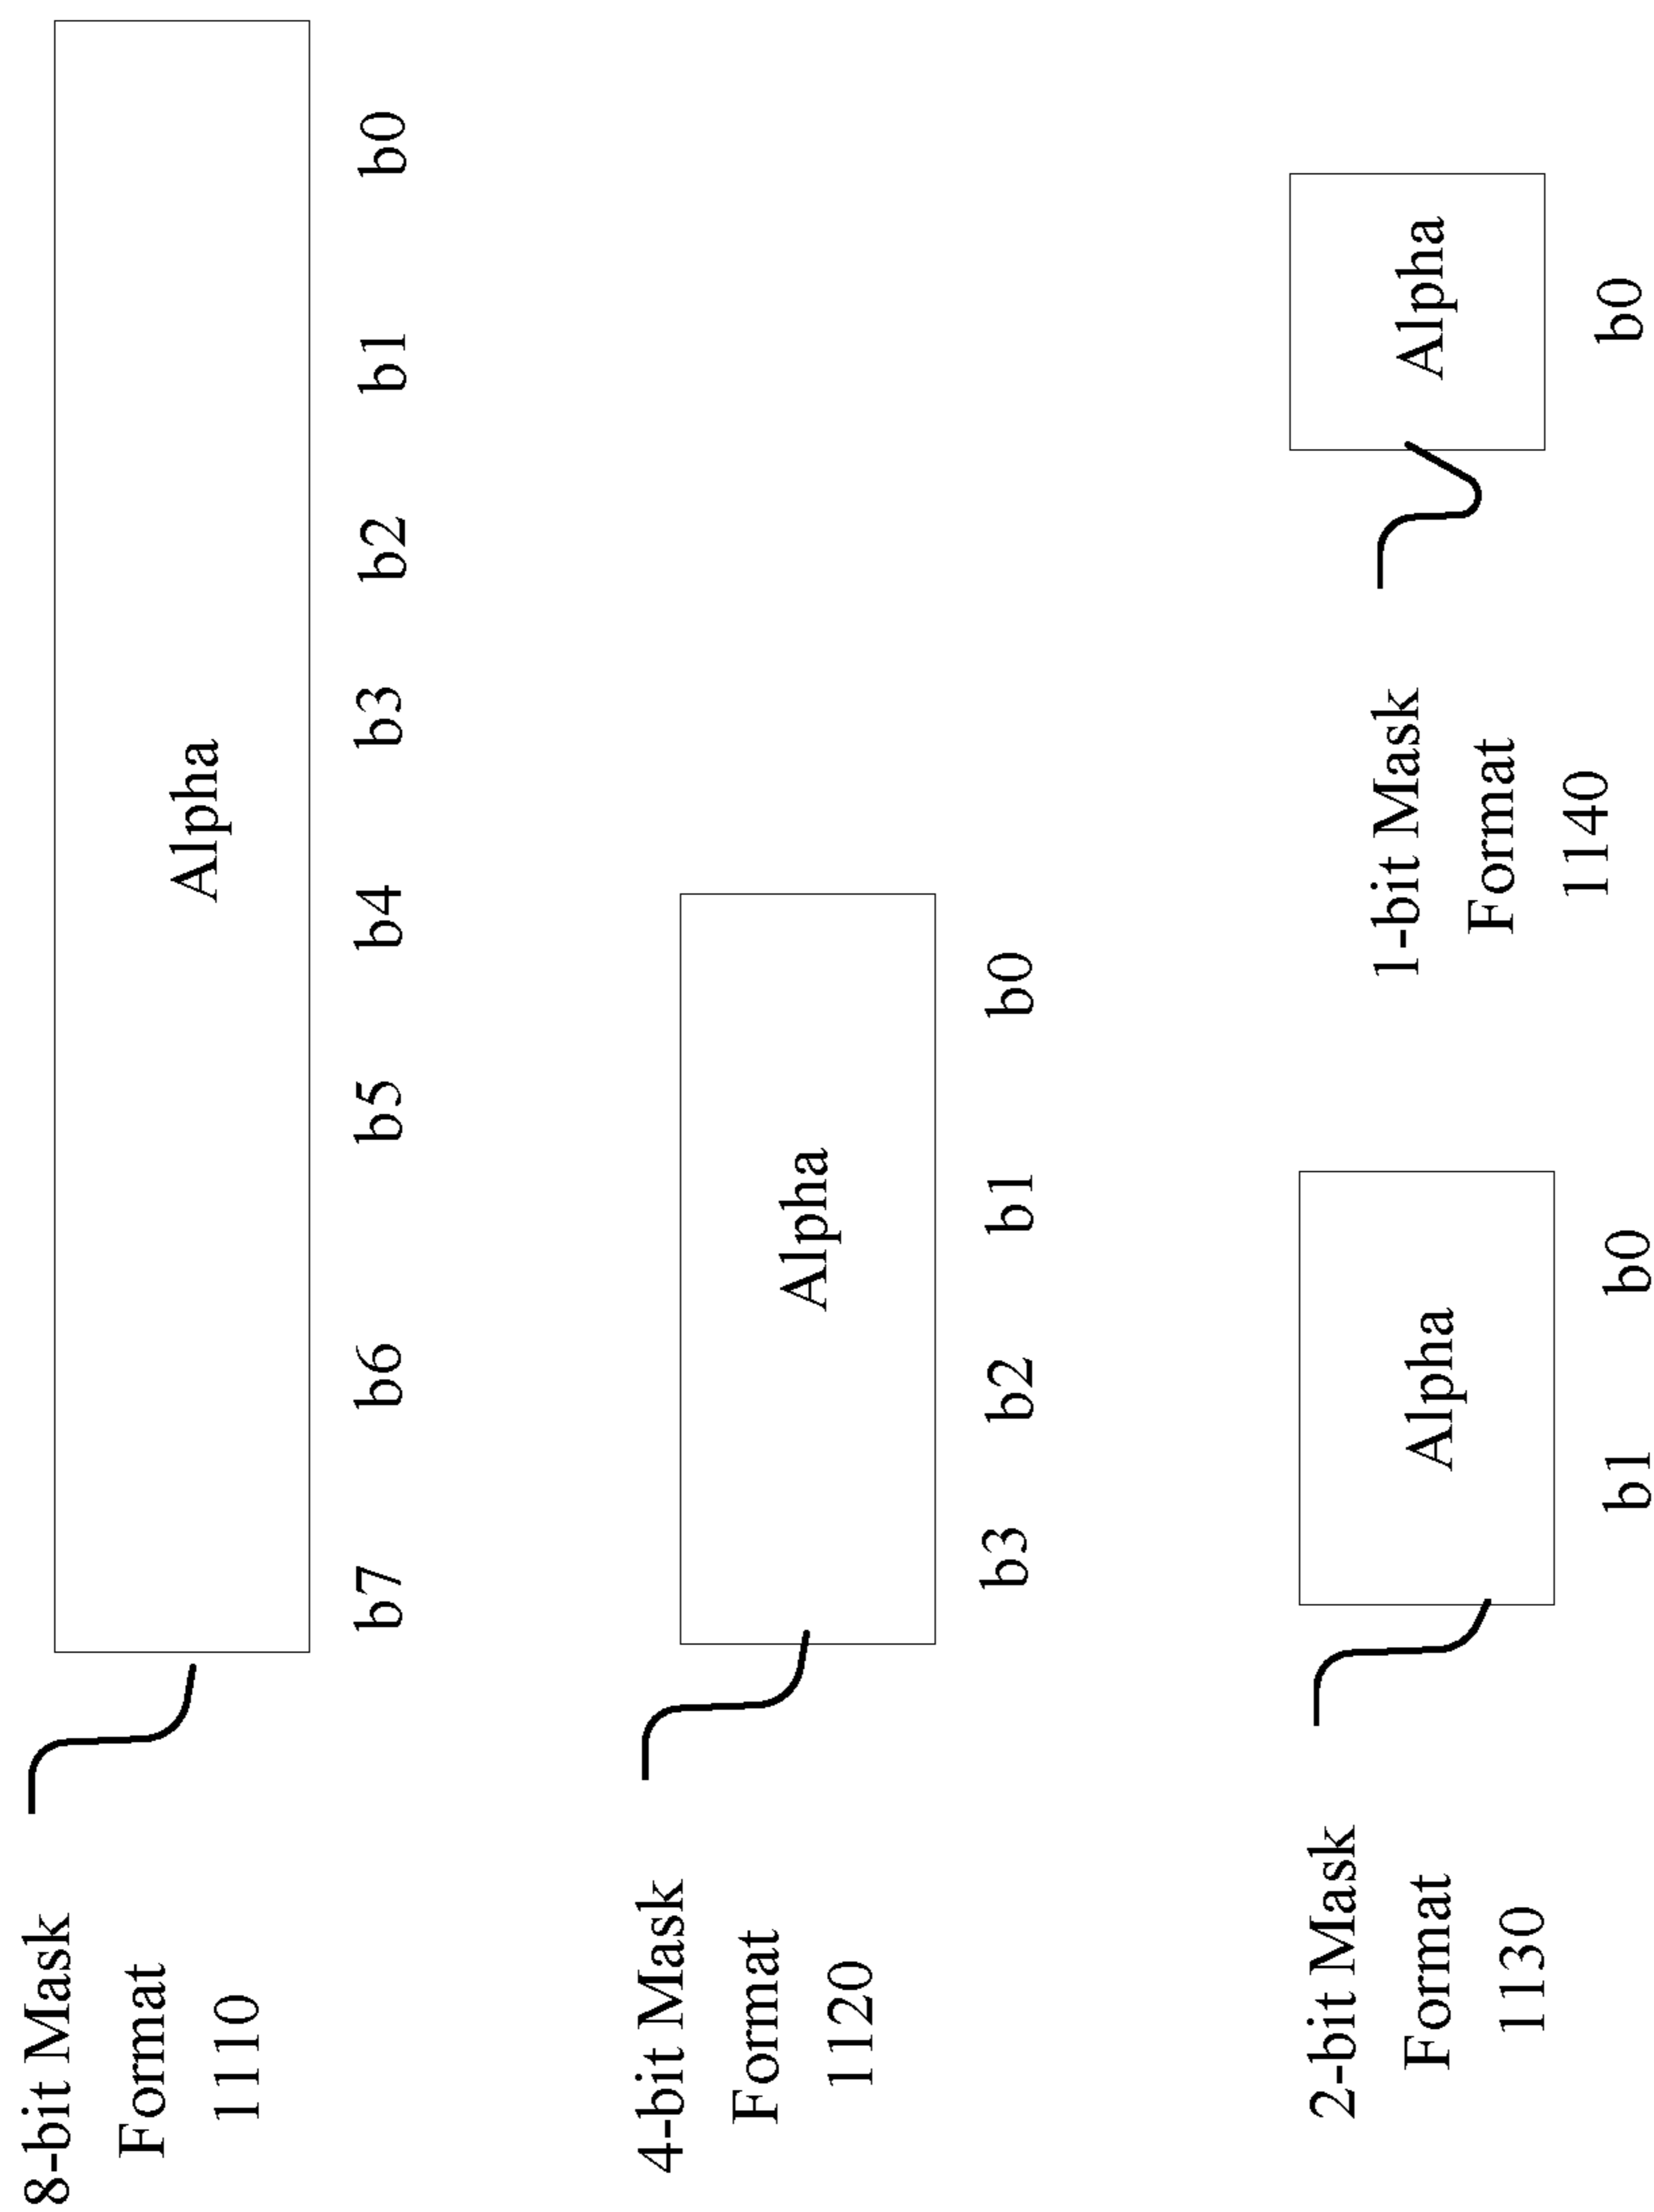 8-bit Mask
Format
1110
Alpha
b7 b6 b5 b4 b3 b2 b1 b0
4-bit Mask
Format
1120
Alpha
b3 b2 b1 b0
2-bit Mask
Format
1130
Alpha
b1 b0
1-bit Mask
Format
1140
Alpha
b0